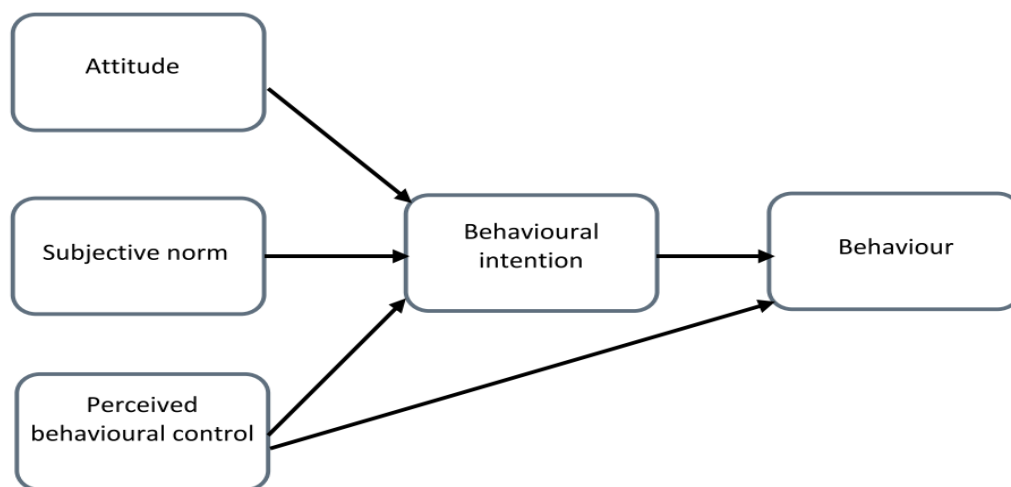 Attitude
Subjective norm
Perceived
behavioural control
Behavioural
intention
Behaviour